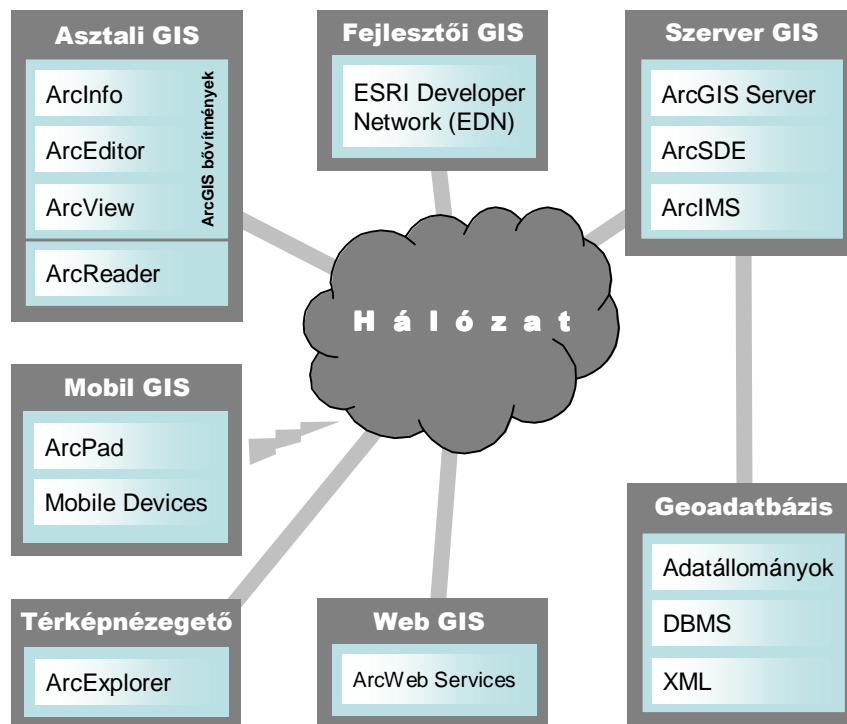 Asztali GIS
ArcInfo
ArcEditor
ArcView
ArcGIS bővítmények
ArcReader
Fejlesztői GIS
ESRI Developer
Network (EDN)
Szerver GIS
ArcGIS Server
ArcSDE
ArcIMS
Hálózat
Mobil GIS
ArcPad
Mobile Devices
Geoadatbázis
Adatállományok
DBMS
XML
Térképnézegető
ArcExplorer
Web GIS
ArcWeb Services